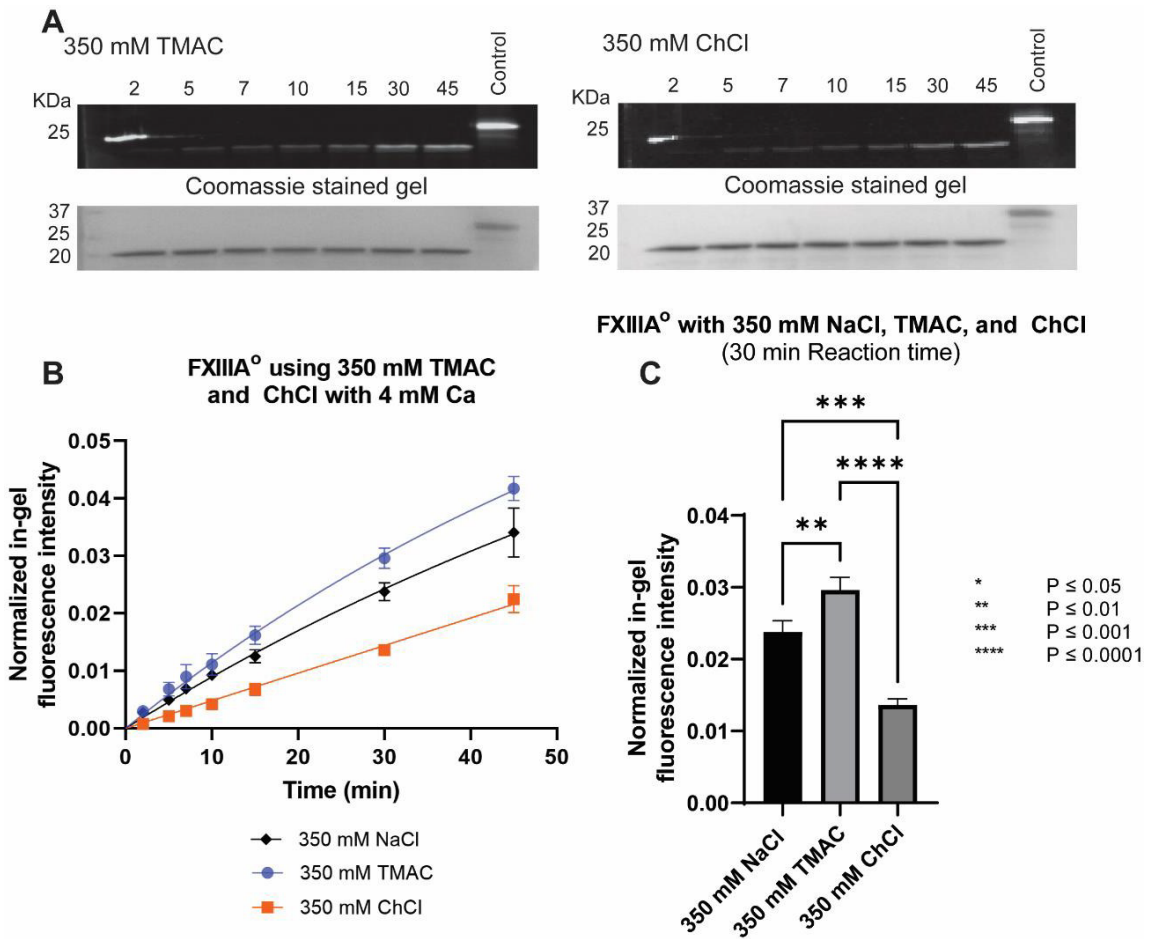 A
350 mM TMAC
Control
2 5 7 10 15 30 45
KDa
25
Coomassie stained gel
37
25
20
350 mM ChCl
Control
2 5 7 10 15 30 45
KDa
25
Coomassie stained gel
37
25
20
B
FXIIIAº using 350 mM TMAC
and ChCl with 4 mM Ca
Normalized in-gel
fluorescence intensity
0.05
0.04
0.03
0.02
0.01
0.00
0 10 20 30 40 50
Time (min)
350 mM NaCl
350 mM TMAC
350 mM ChCl
FXIIIAº with 350 mM NaCl, TMAC, and ChCl
(30 min Reaction time)
C
***
****
**
Normalized in-gel
fluorescence intensity
0.04
0.03
0.02
0.01
0.00
350 mM NaCl
350 mM TMAC
350 mM ChCl
* P ≤ 0.05
** P ≤ 0.01
*** P ≤ 0.001
**** P ≤ 0.0001